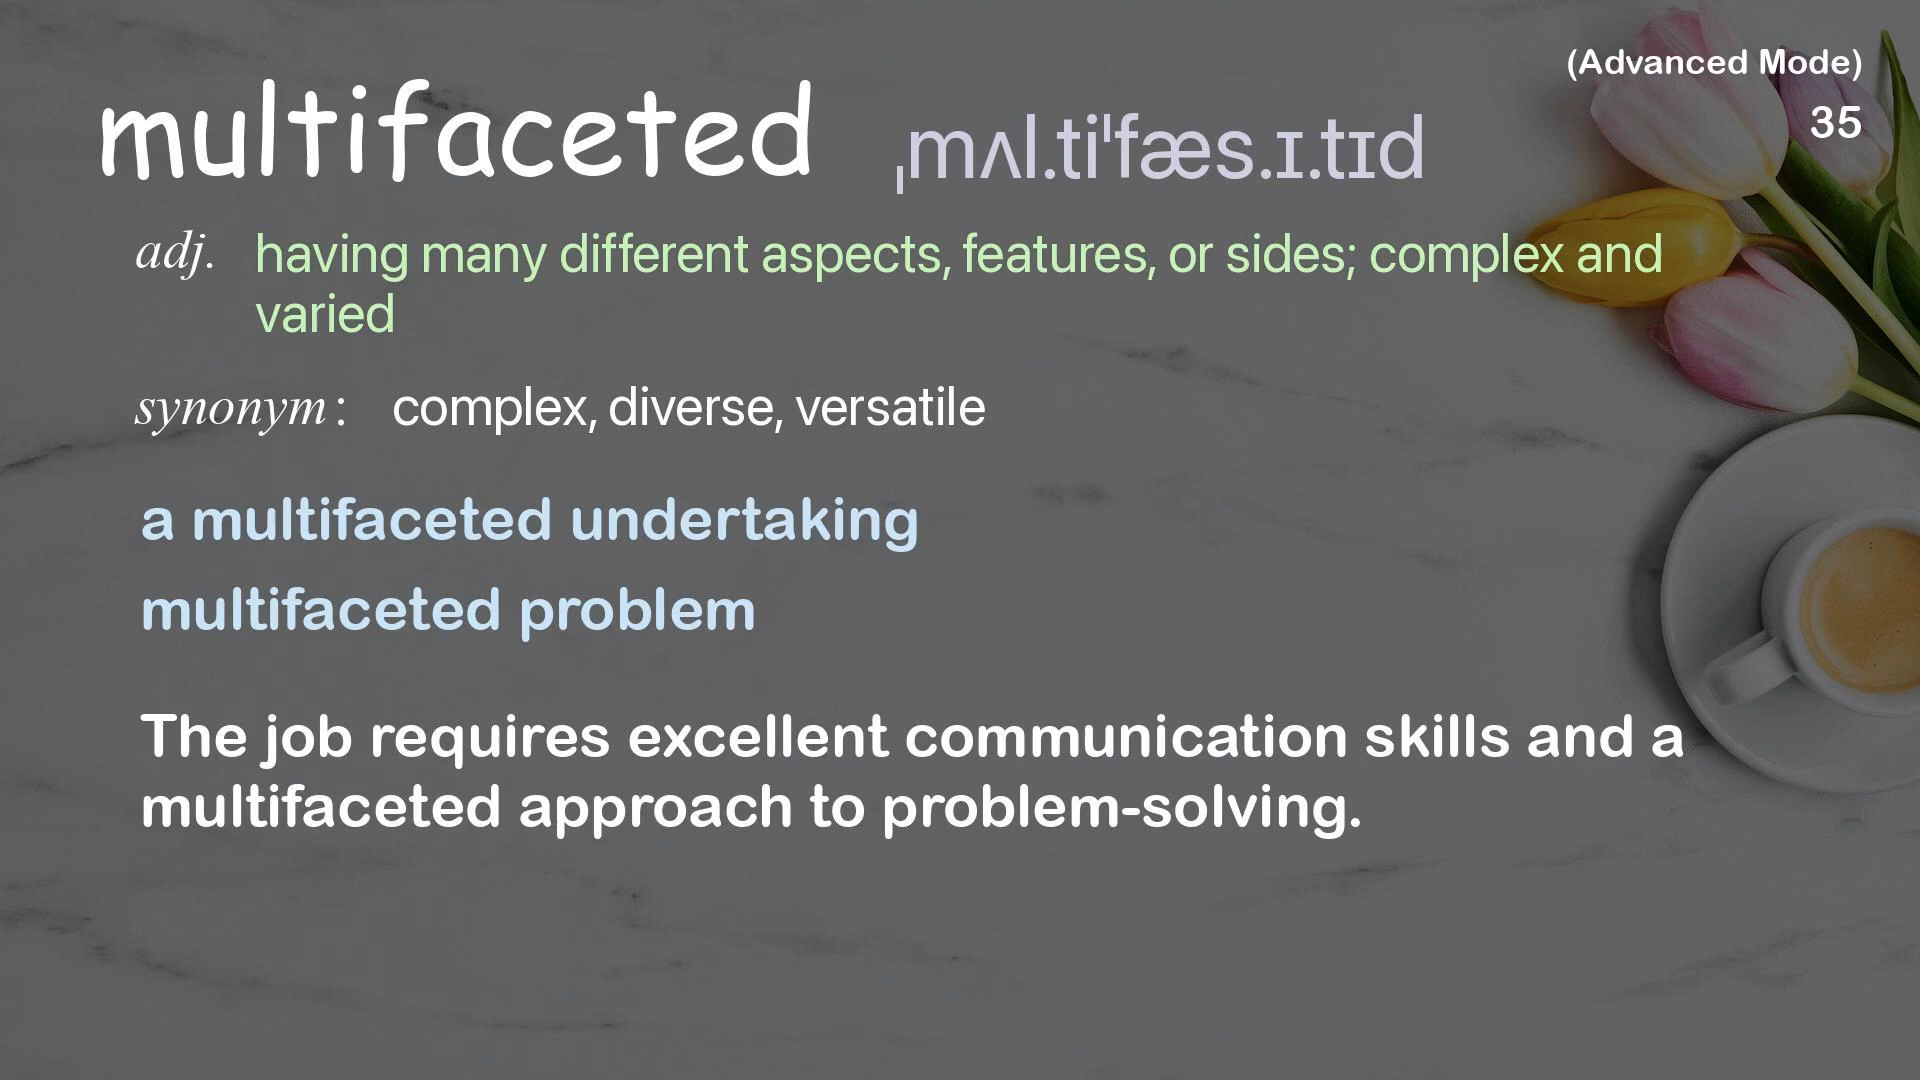 (Advanced Mode)
35
multifaceted ˌmʌl.tiˈfæs.ɪ.tɪd
adj. having many different aspects, features, or sides; complex and
varied
synonym: complex, diverse, versatile
a multifaceted undertaking
multifaceted problem
The job requires excellent communication skills and a
multifaceted approach to problem-solving.